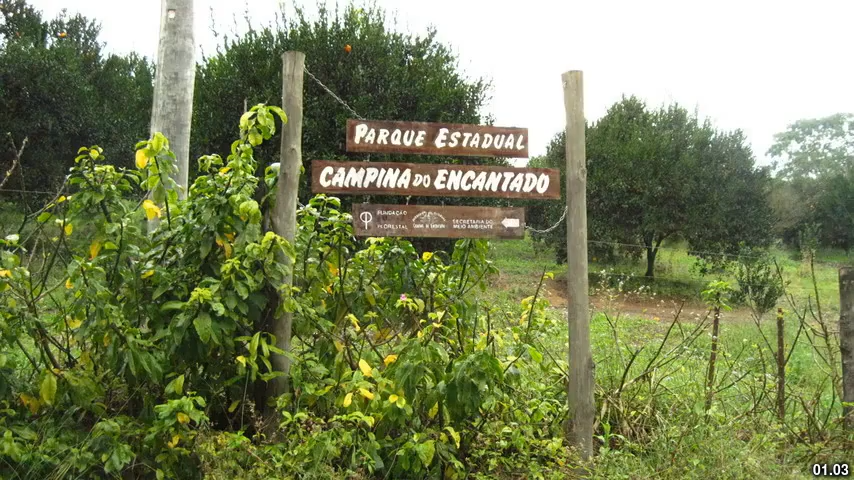 PARQUE ESTADUAL
CAMPINA DO ENCANTADO
FUNDAÇÃO FLORESTAL SECRETARIA DO MEIO AMBIENTE
01.03